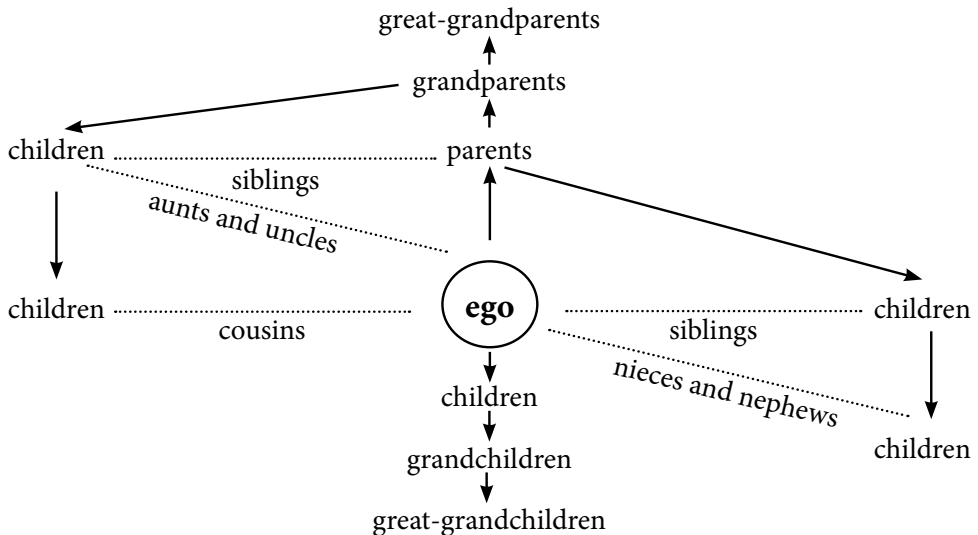 great-grandparents
grandparents
children
parents
siblings
aunts and uncles
children
ego
children
cousins
siblings
nieces and nephews
children
children
grandchildren
great-grandchildren